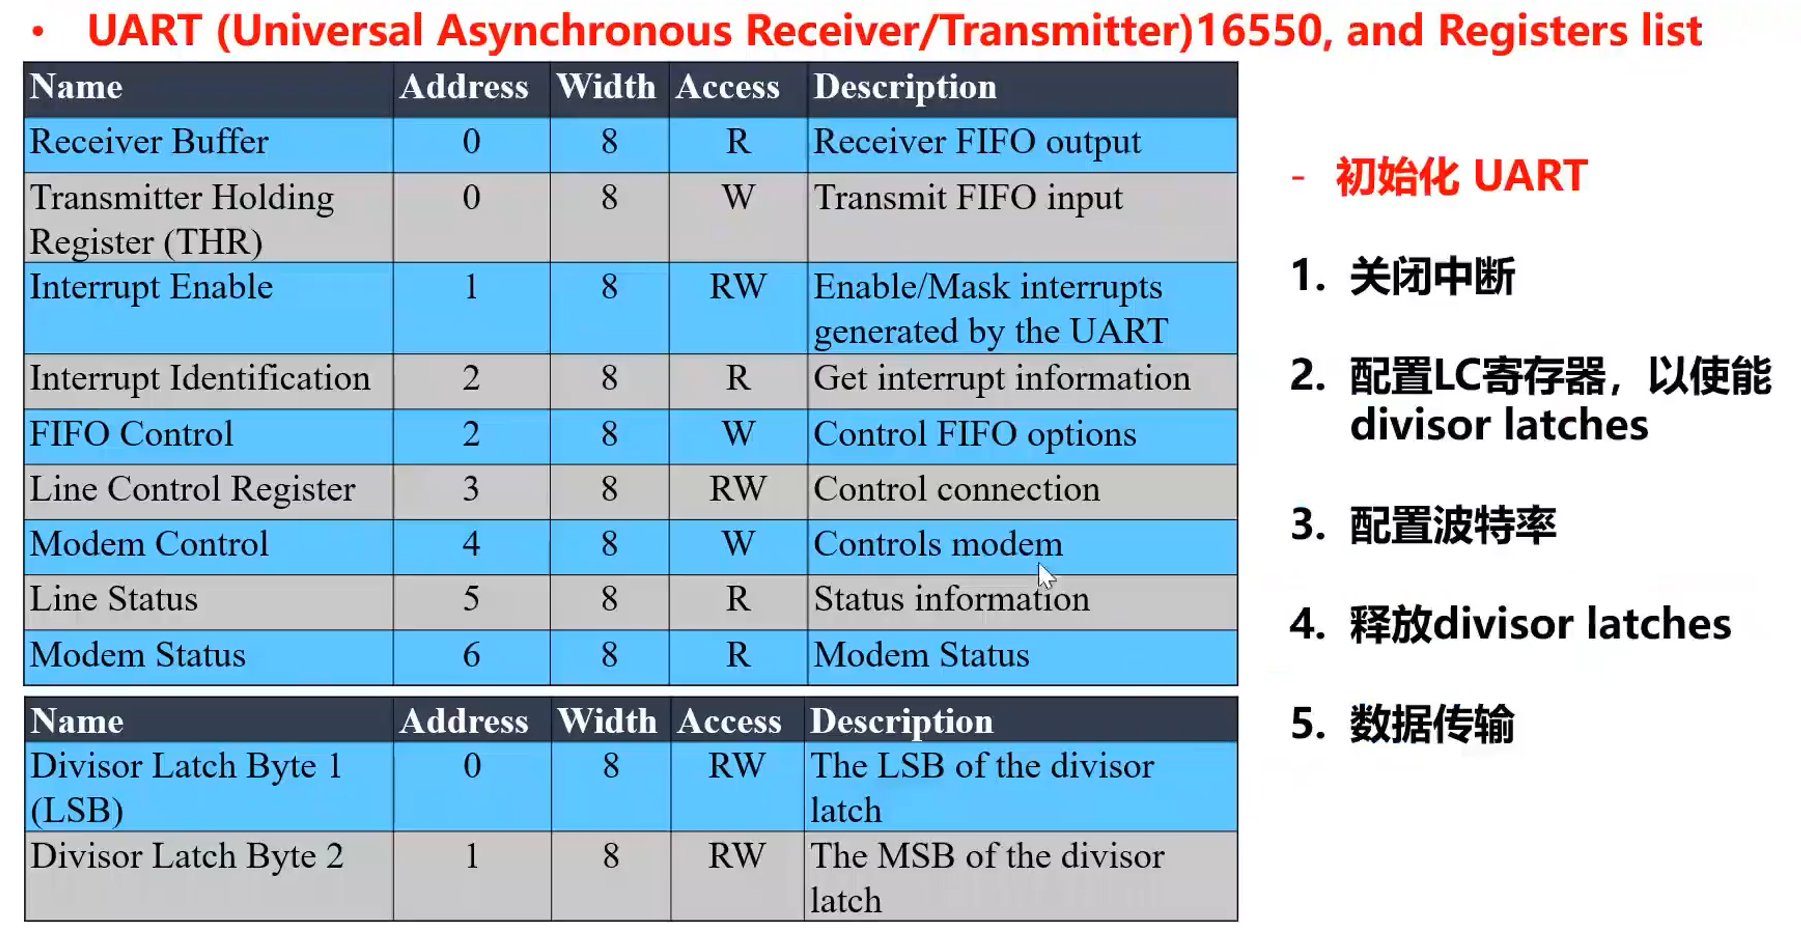 • UART (Universal Asynchronous Receiver/Transmitter)16550, and Registers list
Name Address Width Access Description
Receiver Buffer 0 8 R Receiver FIFO output
Transmitter Holding Register (THR) 0 8 W Transmit FIFO input
Interrupt Enable 1 8 RW Enable/Mask interrupts generated by the UART
Interrupt Identification 2 8 R Get interrupt information
FIFO Control 2 8 W Control FIFO options
Line Control Register 3 8 RW Control connection
Modem Control 4 8 W Controls modem
Line Status 5 8 R Status information
Modem Status 6 8 R Modem Status
Name Address Width Access Description
Divisor Latch Byte 1 (LSB) 0 8 RW The LSB of the divisor latch
Divisor Latch Byte 2 1 8 RW The MSB of the divisor latch
- 初始化 UART
1. 关闭中断
2. 配置LC寄存器，以使能
divisor latches
3. 配置波特率
4. 释放divisor latches
5. 数据传输